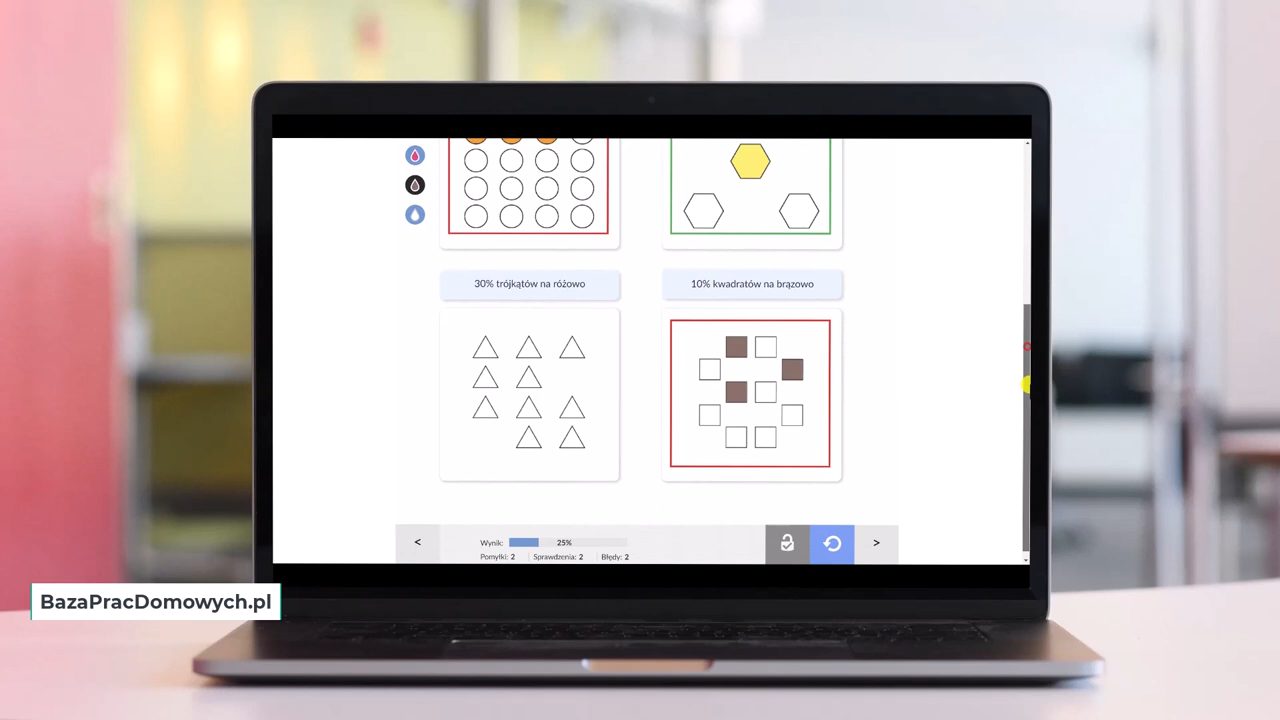 30% trójkątów na różowo
10% kwadratów na brązowo
<
Wynik: 25%
Pomyłki: 2 Sprawdzenia: 2 Błędy: 2
>
BazaPracDomowych.pl